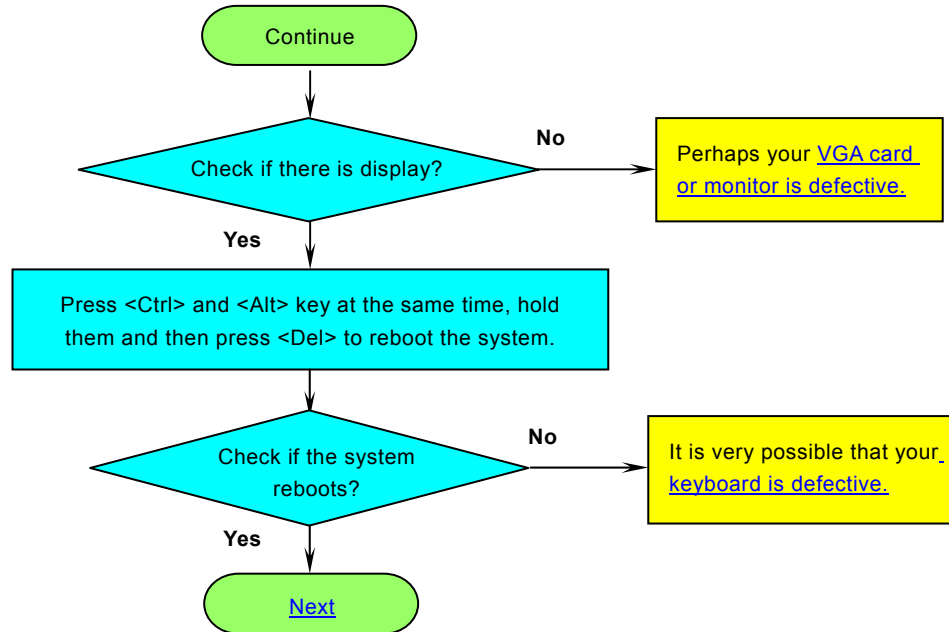 Continue
Check if there is display?
No
Perhaps your VGA card
or monitor is defective.
Yes
Press <Ctrl> and <Alt> key at the same time, hold
them and then press <Del> to reboot the system.
Check if the system
reboots?
No
It is very possible that your
keyboard is defective.
Yes
Next